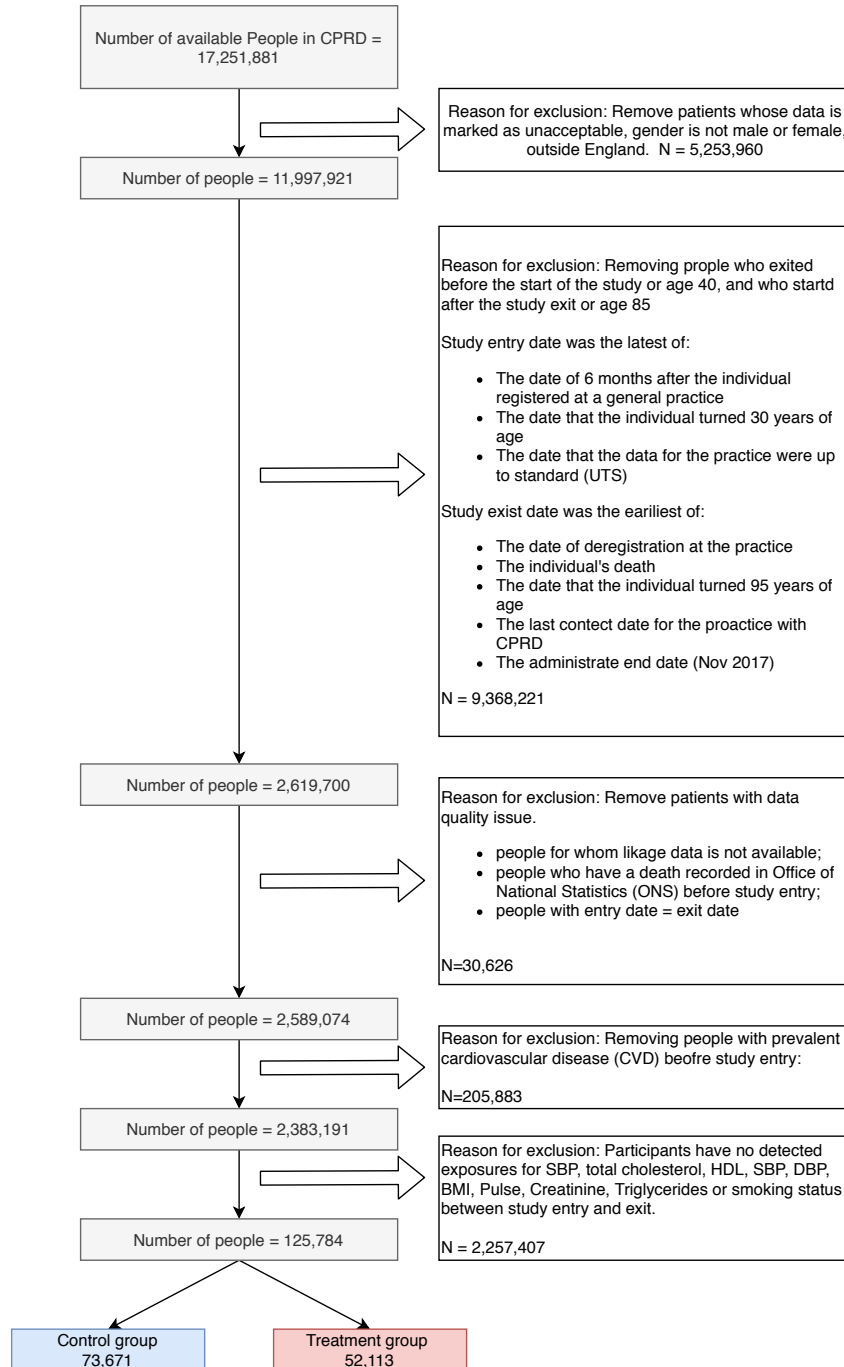 Number of available People in CPRD =
17,251,881
Reason for exclusion: Remove patients whose data is
marked as unacceptable, gender is not male or female,
outside England. N = 5,253,960
Number of people = 11,997,921
Reason for exclusion: Removing prople who exited
before the start of the study or age 40, and who startd
after the study exit or age 85
Study entry date was the latest of:
• The date of 6 months after the individual
registered at a general practice
• The date that the individual turned 30 years of
age
• The date that the data for the practice were up
to standard (UTS)
Study exist date was the eariliest of:
• The date of deregistration at the practice
• The individual's death
• The date that the individual turned 95 years of
age
• The last contect date for the proactice with
CPRD
• The administrate end date (Nov 2017)
N = 9,368,221
Number of people = 2,619,700
Reason for exclusion: Remove patients with data
quality issue.
• people for whom likage data is not available;
• people who have a death recorded in Office of
National Statistics (ONS) before study entry;
• people with entry date = exit date
N=30,626
Number of people = 2,589,074
Reason for exclusion: Removing people with prevalent
cardiovascular disease (CVD) beofre study entry:
N=205,883
Number of people = 2,383,191
Reason for exclusion: Participants have no detected
exposures for SBP, total cholesterol, HDL, SBP, DBP,
BMI, Pulse, Creatinine, Triglycerides or smoking status
between study entry and exit.
N = 2,257,407
Number of people = 125,784
Control group
73,671
Treatment group
52,113